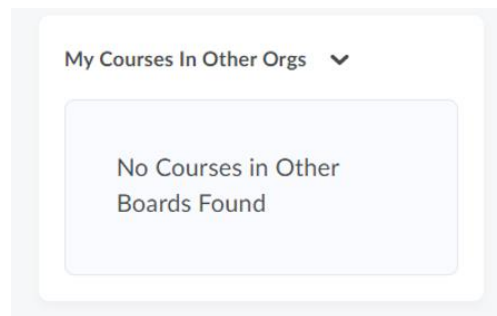 My Courses In Other Orgs
No Courses in Other
Boards Found